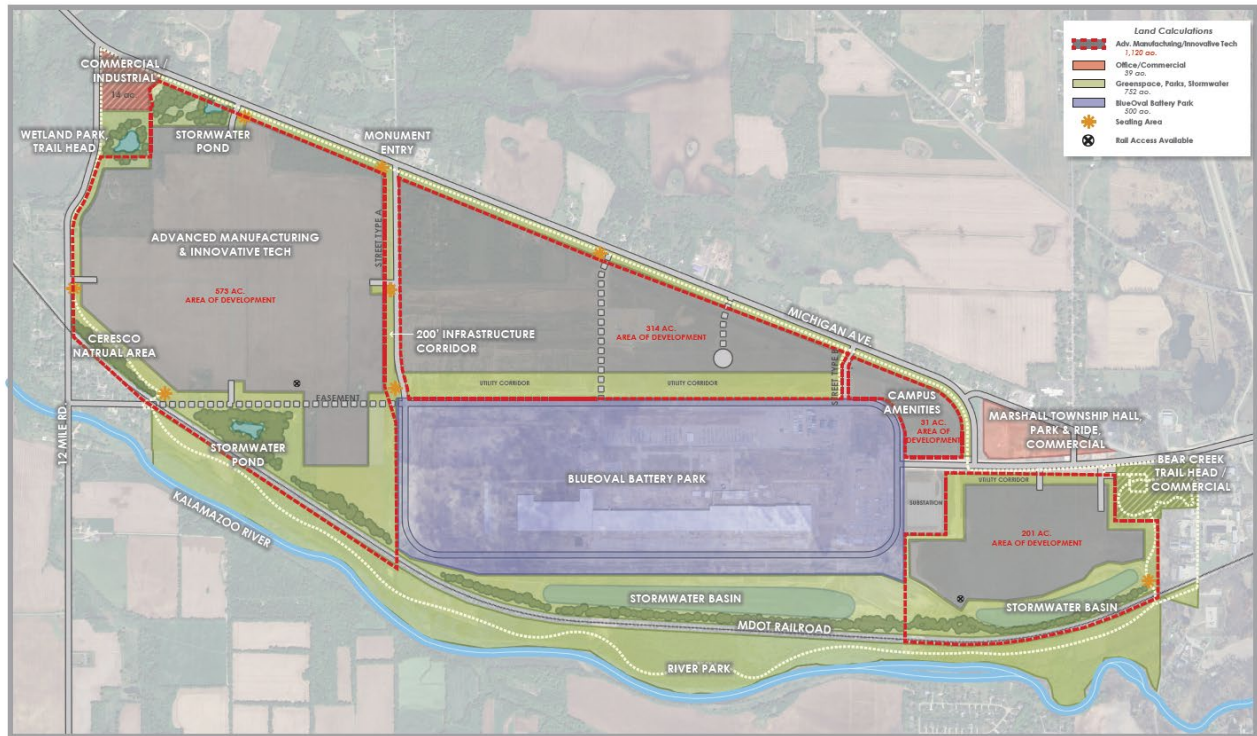 Land Calculations
Adv. Manufacturing/Innovative Tech
1,120 ac.
Office/Commercial
39 ac.
Greenspace, Parks, Stormwater
752 ac.
BlueOval Battery Park
500 ac.
Seating Area
Rail Access Available
COMMERCIAL /
INDUSTRIAL
14 ac.
WETLAND PARK,
TRAIL HEAD
STORMWATER
POND
MONUMENT
ENTRY
ADVANCED MANUFACTURING
& INNOVATIVE TECH
575 AC.
AREA OF DEVELOPMENT
STREET TYPE A
200' INFRASTRUCTURE
CORRIDOR
314 AC.
AREA OF DEVELOPMENT
MICHIGAN AVE
CERESCO
NATRUAL AREA
UTILITY CORRIDOR
UTILITY CORRIDOR
STREET TYPE
EASEMENT
CAMPUS
AMENITIES
31 AC.
AREA OF
DEVELOPMENT
MARSHALL TOWNSHIP HALL,
PARK & RIDE,
COMMERCIAL
12 MILE RD.
STORMWATER
POND
BLUEOVAL BATTERY PARK
BEAR CREEK
TRAIL HEAD /
COMMERCIAL
SUBSTATION
UTILITY CORRIDOR
201 AC.
AREA OF DEVELOPMENT
KALAMAZOO RIVER
STORMWATER BASIN
STORMWATER BASIN
MDOT RAILROAD
RIVER PARK